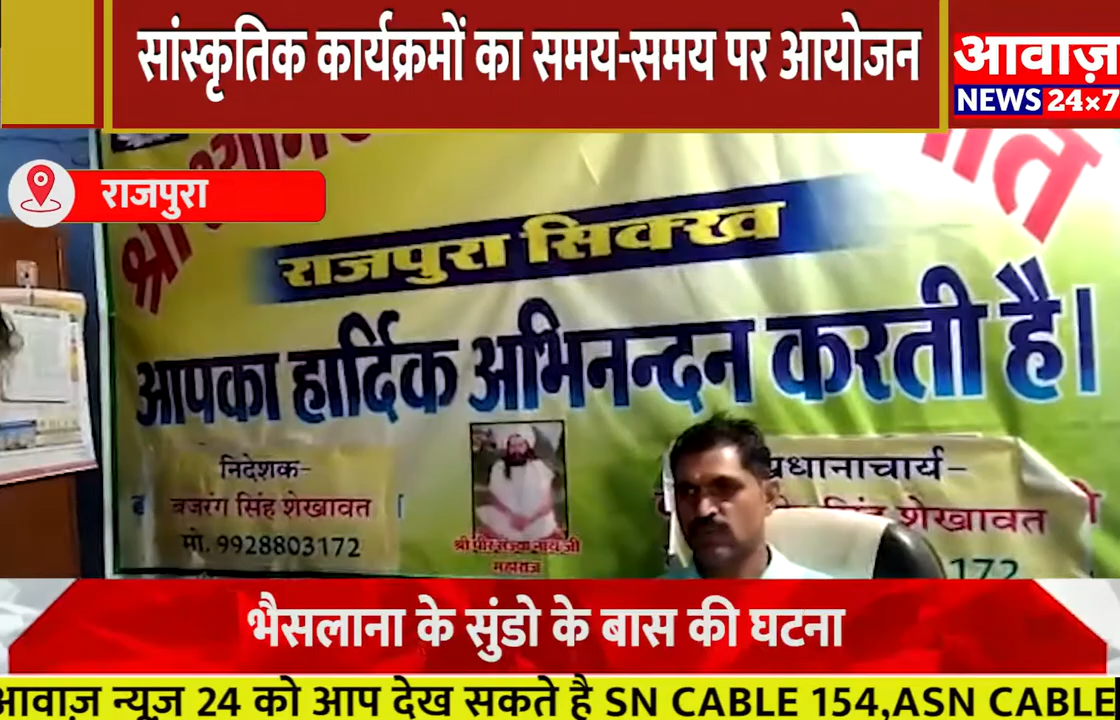 सांस्कृतिक कार्यक्रमों का समय-समय पर आयोजन
आवाज़
NEWS 24×7
राजपुरा
राजपुरा सिक्ख
आपका हार्दिक अभिनन्दन करती है।
निदेशक-
बजरंग सिंह शेखावत
मो. 9928803172
महाराज
प्रधानाचार्य-
सिंह शेखावत
172
भैसलाना के सुंडो के बास की घटना
आवाज़ न्यूज़ 24 को आप देख सकते है SN CABLE 154,ASN CABLE